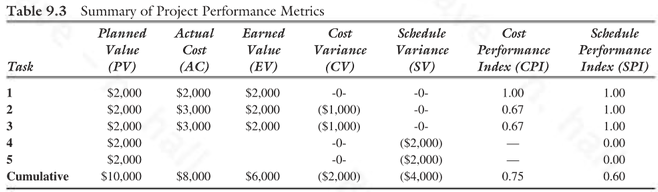 Table 9.3 Summary of Project Performance Metrics
Planned Actual Earned Cost Schedule Cost Schedule
Value Cost Value Variance Variance Performance Performance
Task (PV) (AC) (EV) (CV) (SV) Index (CPI) Index (SPI)
1 $2,000 $2,000 $2,000 -0- -0- 1.00 1.00
2 $2,000 $3,000 $2,000 ($1,000) -0- 0.67 1.00
3 $2,000 $3,000 $2,000 ($1,000) -0- 0.67 1.00
4 $2,000 -0- ($2,000) — 0.00
5 $2,000 -0- ($2,000) — 0.00
Cumulative $10,000 $8,000 $6,000 ($2,000) ($4,000) 0.75 0.60